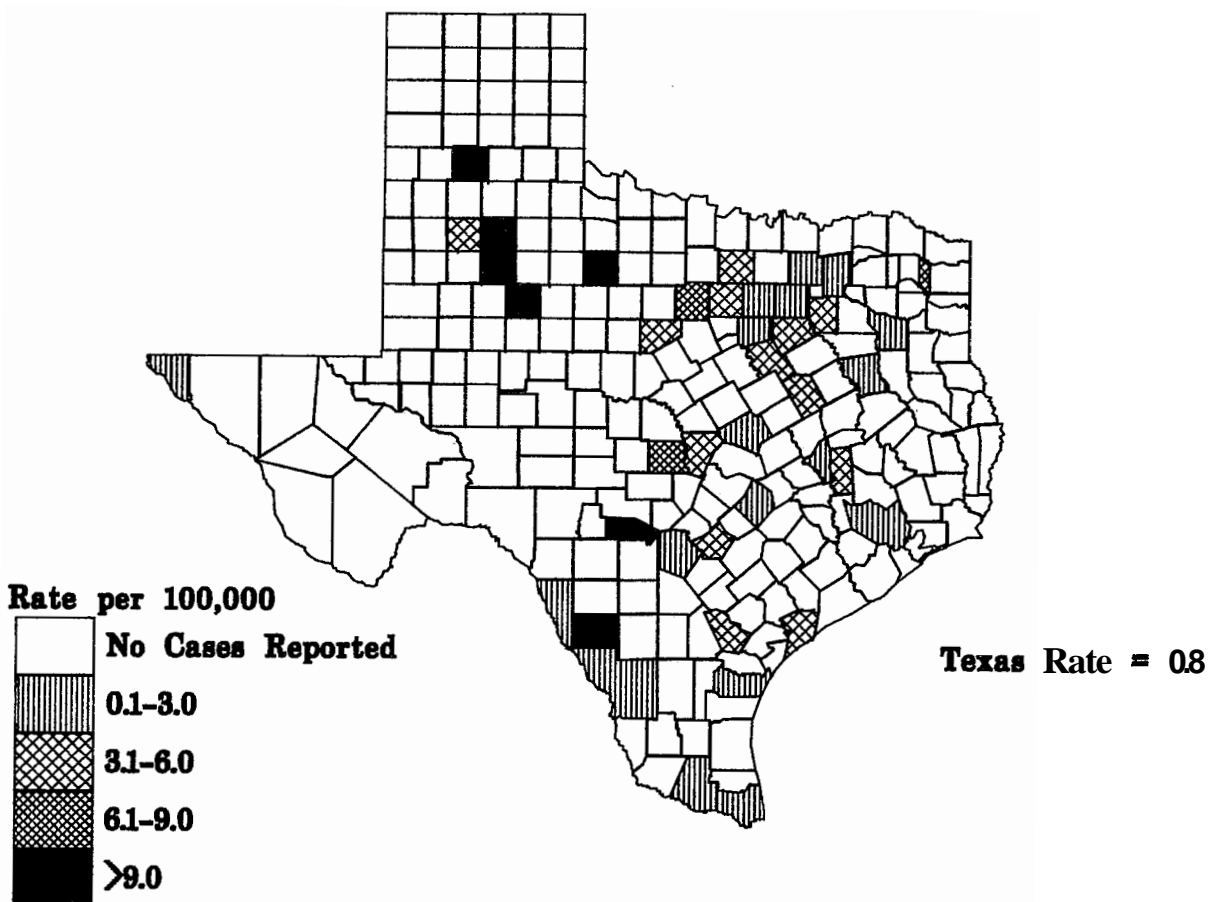 Rate per 100,000
No Cases Reported
0.1–3.0
3.1–6.0
6.1–9.0
>9.0
Texas Rate = 0.8